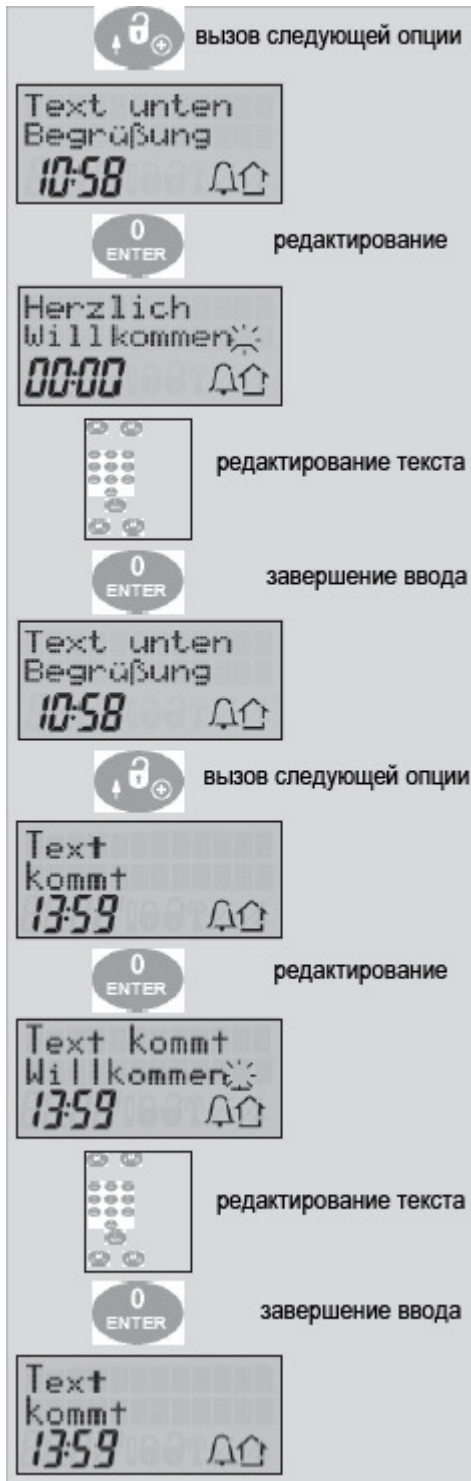 вызов следующей опции
Text unten
Begrüßung
10:58
0
ENTER
редактирование
Herzlich
Willkommen
00:00
редактирование текста
0
ENTER
завершение ввода
Text unten
Begrüßung
10:58
вызов следующей опции
Text
kommt
13:59
0
ENTER
редактирование
Text kommt
Willkommen
13:59
редактирование текста
0
ENTER
завершение ввода
Text
kommt
13:59